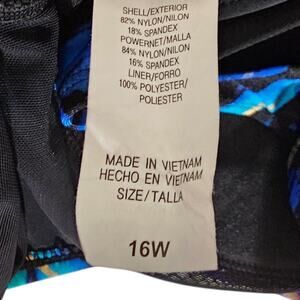 SHELL/EXTERIOR
82% NYLON/NILON
18% SPANDEX
POWERNET/MALLA
84% NYLON/NILON
16% SPANDEX
LINER/FORRO
100% POLYESTER/
POLIESTER
MADE IN VIETNAM
HECHO EN VIETNAM
SIZE/TALLA
16W